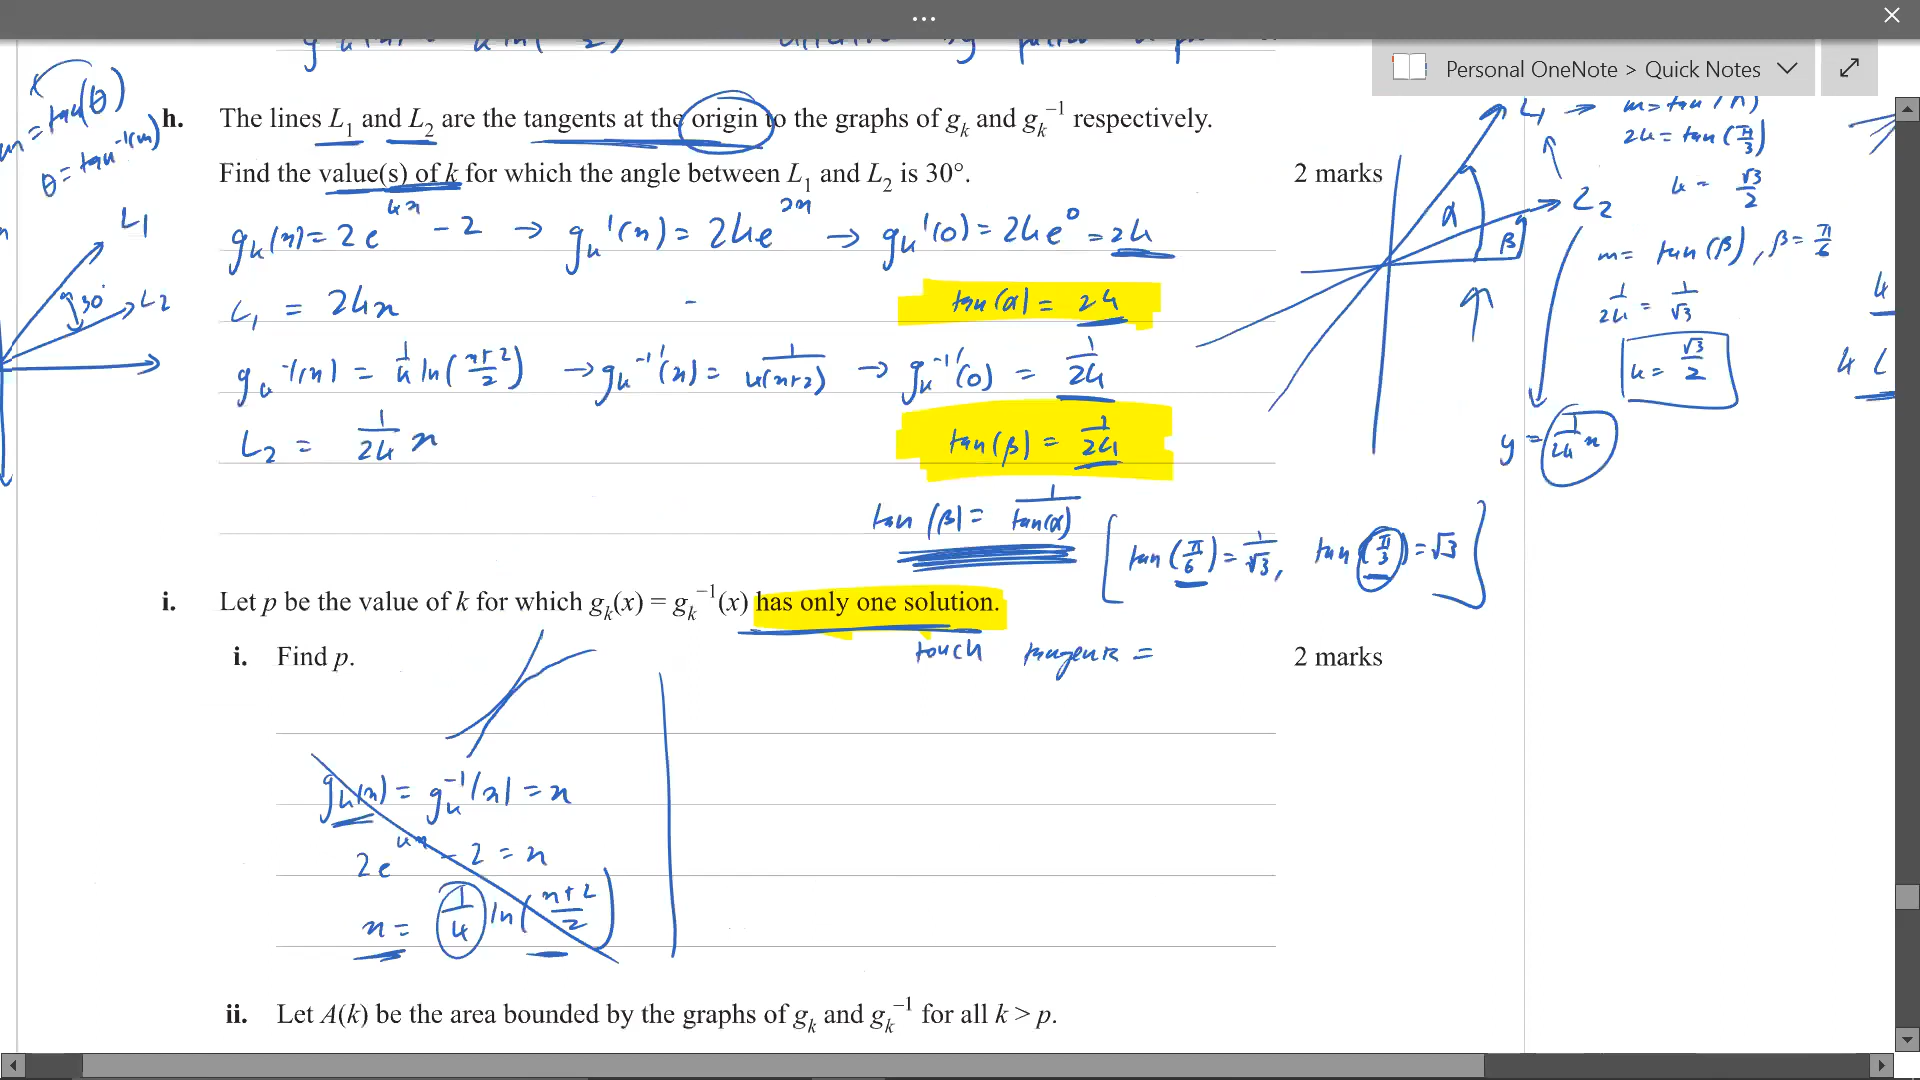 Personal OneNote > Quick Notes
m = tan(θ)
θ = tan⁻¹(m)
L1
30°
L2
h. The lines L₁ and L₂ are the tangents at the origin to the graphs of gₖ and gₖ⁻¹ respectively.
Find the value(s) of k for which the angle between L₁ and L₂ is 30°. 2 marks
gₖ(x) = 2e^(kx) - 2 → gₖ'(x) = 2ke^(kx) → gₖ'(0) = 2ke⁰ = 2k
L₁ = 2kx
tan(α) = 2k
gₖ⁻¹(x) = 1/k ln((x+2)/2) → gₖ⁻¹'(x) = 1/(k(x+2)) → gₖ⁻¹'(0) = 1/2k
L₂ = 1/2k x
tan(β) = 1/2k
tan(β) = 1/tan(α)
[tan(π/6) = 1/√3, tan(π/3) = √3]
L₁ →
2k = tan(π/3)
k = √3/2
α
β
L₂
m = tan(β), β = π/6
1/2k = 1/√3
k = √3/2
y = 1/2k x
i. Let p be the value of k for which gₖ(x) = gₖ⁻¹(x) has only one solution.
touch
i. Find p. 2 marks
gₖ(x) = gₖ⁻¹(x) = x
2e^(kx) - 2 = x
x = 1/k ln((x+2)/2)
ii. Let A(k) be the area bounded by the graphs of gₖ and gₖ⁻¹ for all k > p.